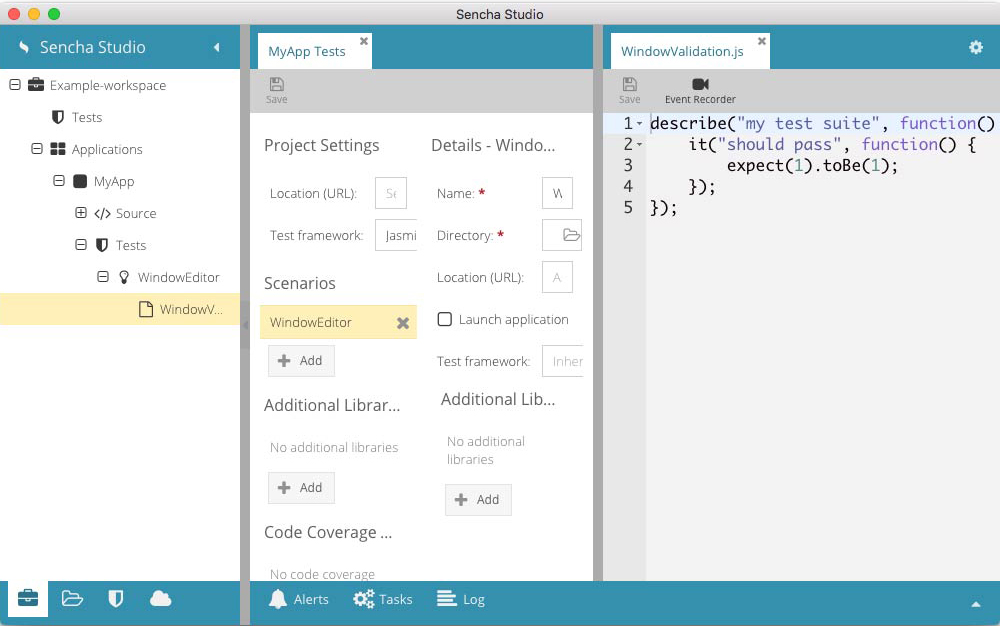 Sencha Studio
Sencha Studio
Example-workspace
Tests
Applications
MyApp
</> Source
Tests
WindowEditor
WindowV...
MyApp Tests
Save
Project Settings
Location (URL):
Test framework: Jasmi
Scenarios
WindowEditor
Add
Additional Librar...
No additional libraries
Add
Code Coverage ...
No code coverage
Details - Windo...
Name: * W
Directory: *
Location (URL): A
Launch application
Test framework: Inher
Additional Lib...
No additional
libraries
Add
WindowValidation.js
Save
Event Recorder
1 describe("my test suite", function()
2 it("should pass", function() {
3 expect(1).toBe(1);
4 });
5 });
Alerts
Tasks
Log